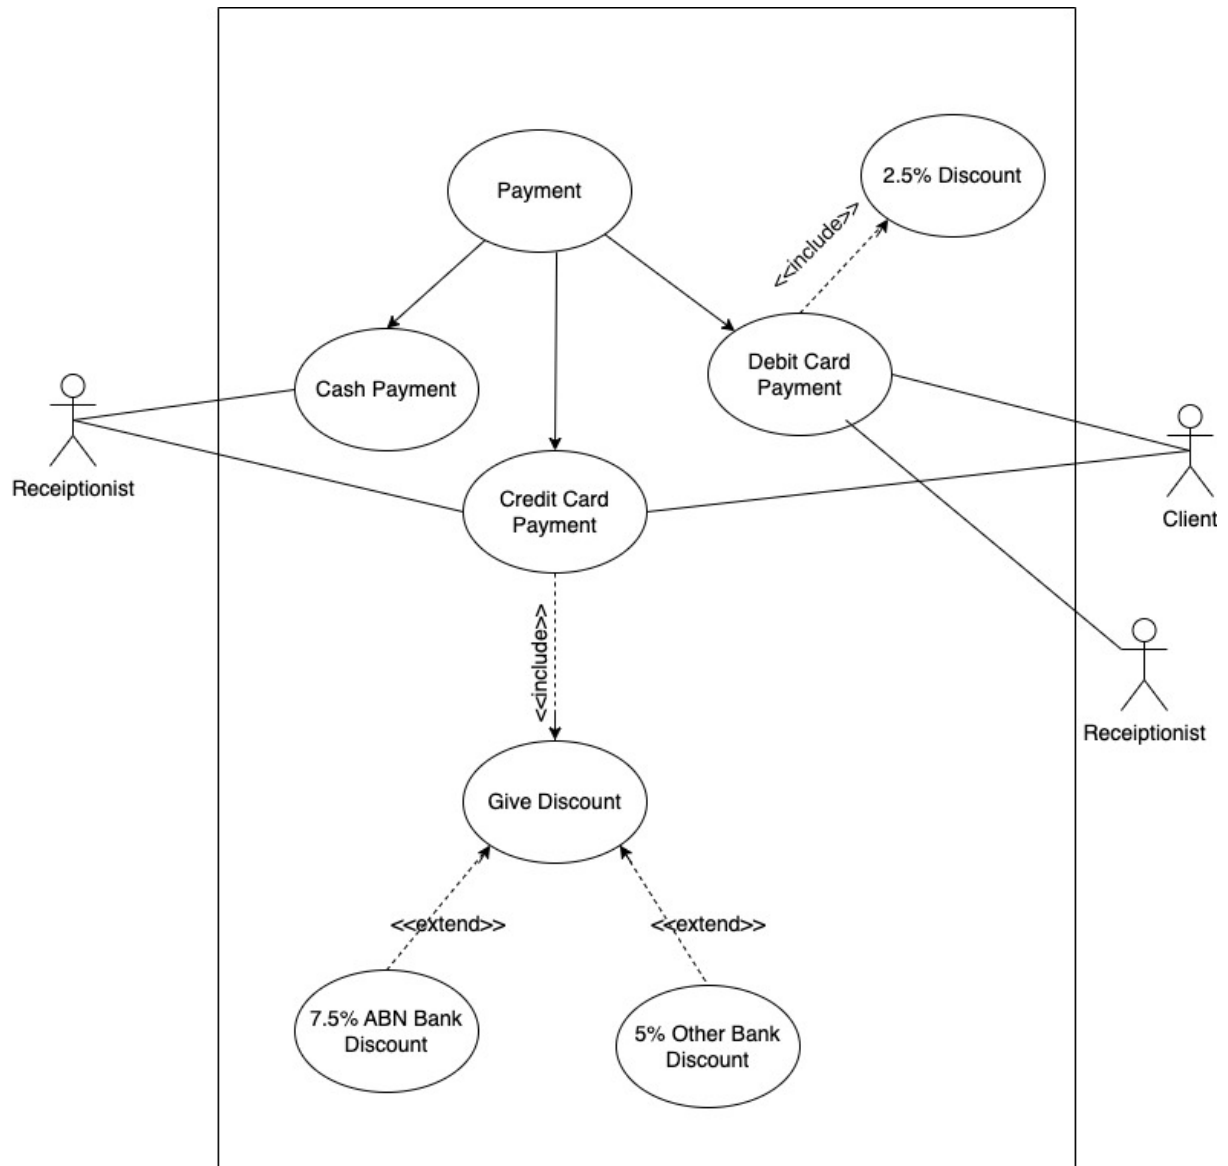 Payment
2.5% Discount
<<include>>
Cash Payment
Debit Card
Payment
Receiptionist
Credit Card
Payment
Client
<<include>>
Receiptionist
Give Discount
<<extend>>
<<extend>>
7.5% ABN Bank
Discount
5% Other Bank
Discount